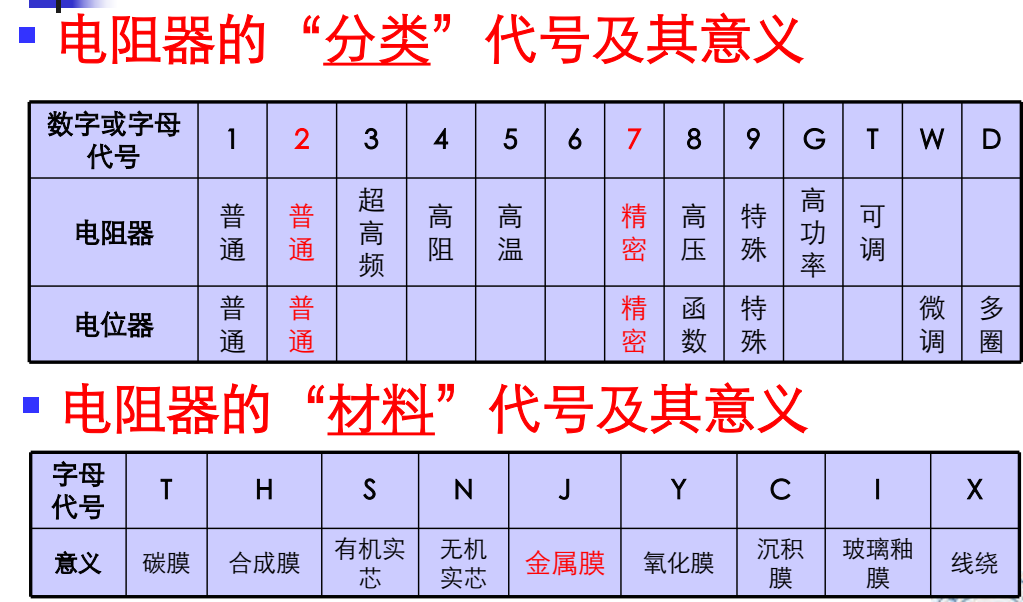 电阻器的“分类”代号及其意义
数字或字母代号 1 2 3 4 5 6 7 8 9 G T W D
电阻器 普通 普通 超高频 高阻 高温 精密 高压 特殊 高功率 可调
电位器 普通 普通 精密 函数 特殊 微调 多圈
电阻器的“材料”代号及其意义
字母代号 T H S N J Y C I X
意义 碳膜 合成膜 有机实芯 无机实芯 金属膜 氧化膜 沉积膜 玻璃釉膜 线绕